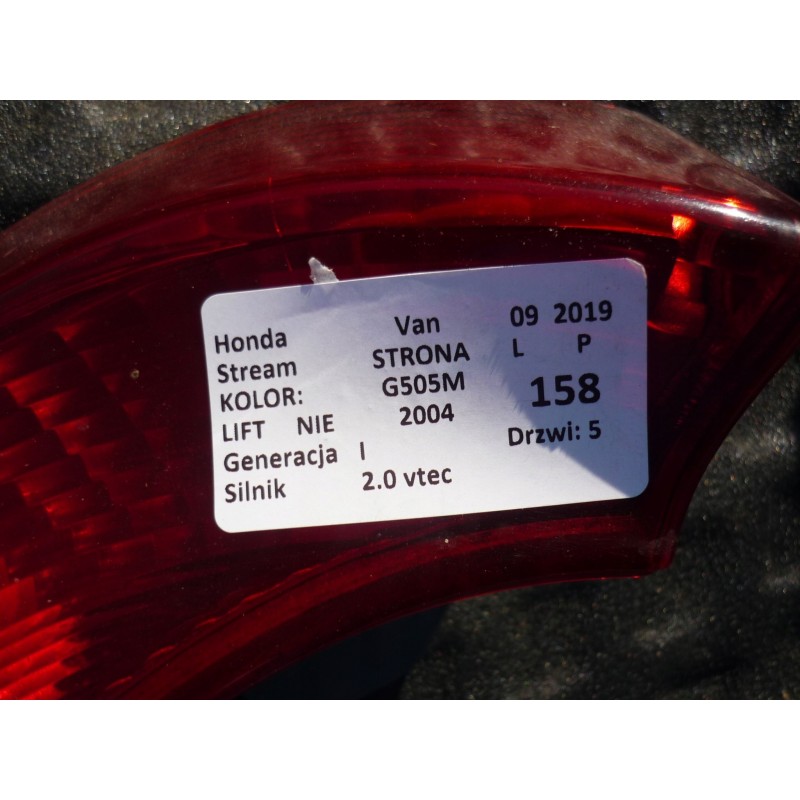 Honda Van 09 2019
Stream STRONA L P
KOLOR: G505M 158
LIFT NIE 2004
Generacja I Drzwi: 5
Silnik 2.0 vtec